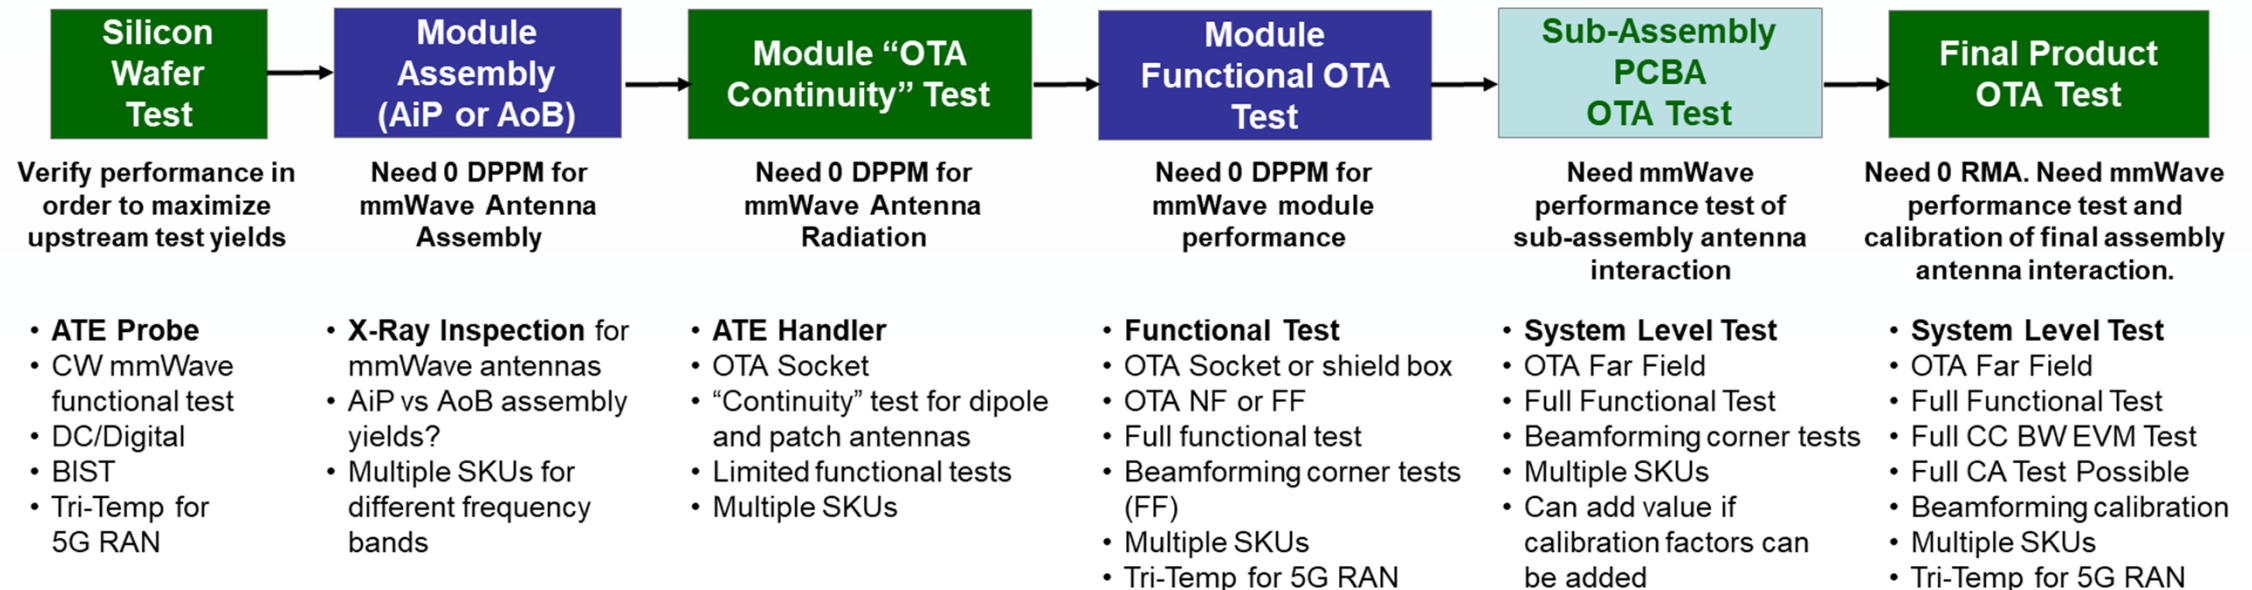 Silicon
Wafer
Test
Module
Assembly
(AiP or AoB)
Module “OTA
Continuity” Test
Module
Functional OTA
Test
Sub-Assembly
PCBA
OTA Test
Final Product
OTA Test
Verify performance in
order to maximize
upstream test yields
Need 0 DPPM for
mmWave Antenna
Assembly
Need 0 DPPM for
mmWave Antenna
Radiation
Need 0 DPPM for
mmWave module
performance
Need mmWave
performance test of
sub-assembly antenna
interaction
Need 0 RMA. Need mmWave
performance test and
calibration of final assembly
antenna interaction.
• ATE Probe
• CW mmWave
functional test
• DC/Digital
• BIST
• Tri-Temp for
5G RAN
• X-Ray Inspection for
mmWave antennas
• AiP vs AoB assembly
yields?
• Multiple SKUs for
different frequency
bands
• ATE Handler
• OTA Socket
• “Continuity” test for dipole
and patch antennas
• Limited functional tests
• Multiple SKUs
• Functional Test
• OTA Socket or shield box
• OTA NF or FF
• Full functional test
• Beamforming corner tests
(FF)
• Multiple SKUs
• Tri-Temp for 5G RAN
• System Level Test
• OTA Far Field
• Full Functional Test
• Beamforming corner tests
• Multiple SKUs
• Can add value if
calibration factors can
be added
• System Level Test
• OTA Far Field
• Full Functional Test
• Full CC BW EVM Test
• Full CA Test Possible
• Beamforming calibration
• Multiple SKUs
• Tri-Temp for 5G RAN